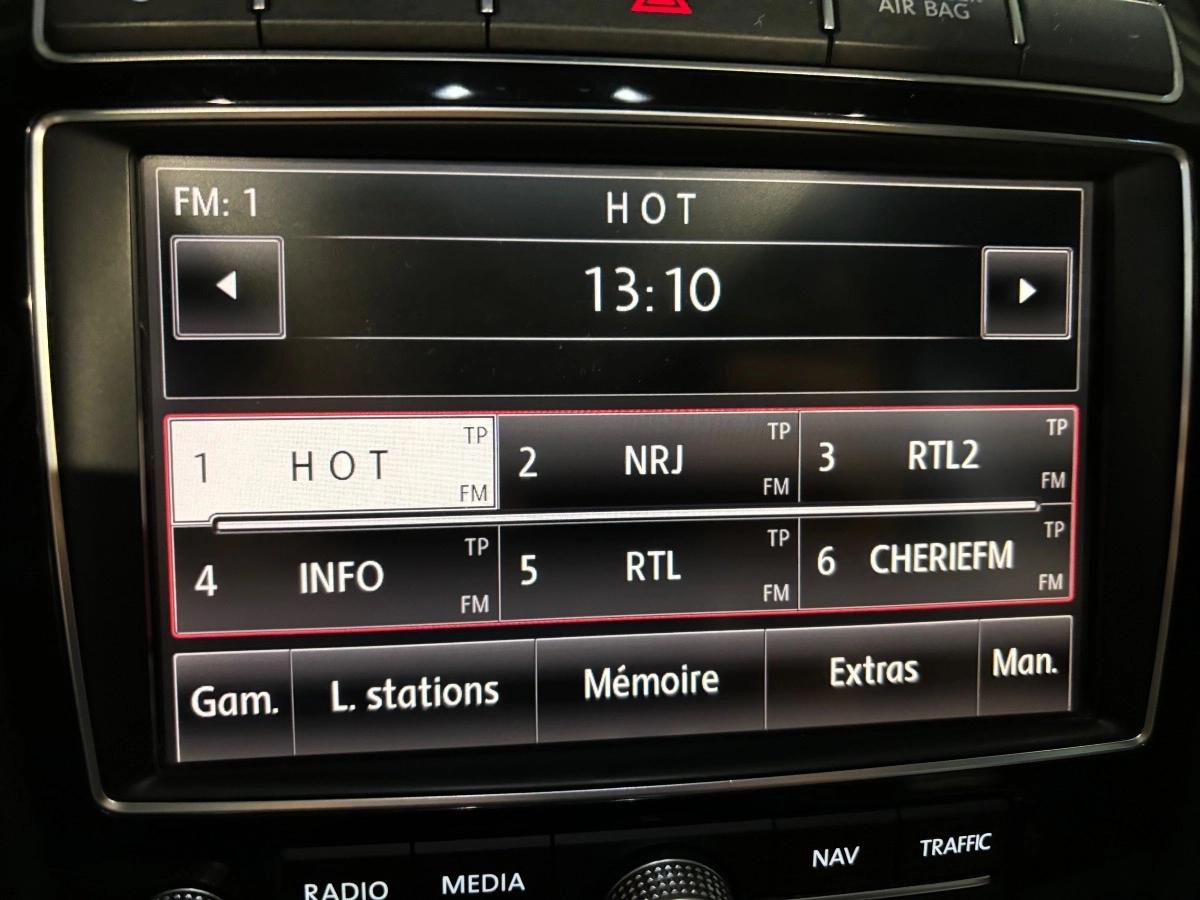 AIR BAG
FM: 1
H O T
13:10
1 H O T TP FM
2 NRJ TP FM
3 RTL2 TP FM
4 INFO TP FM
5 RTL TP FM
6 CHERIEFM TP FM
Gam. L. stations Mémoire Extras Man.
RADIO MEDIA NAV TRAFFIC